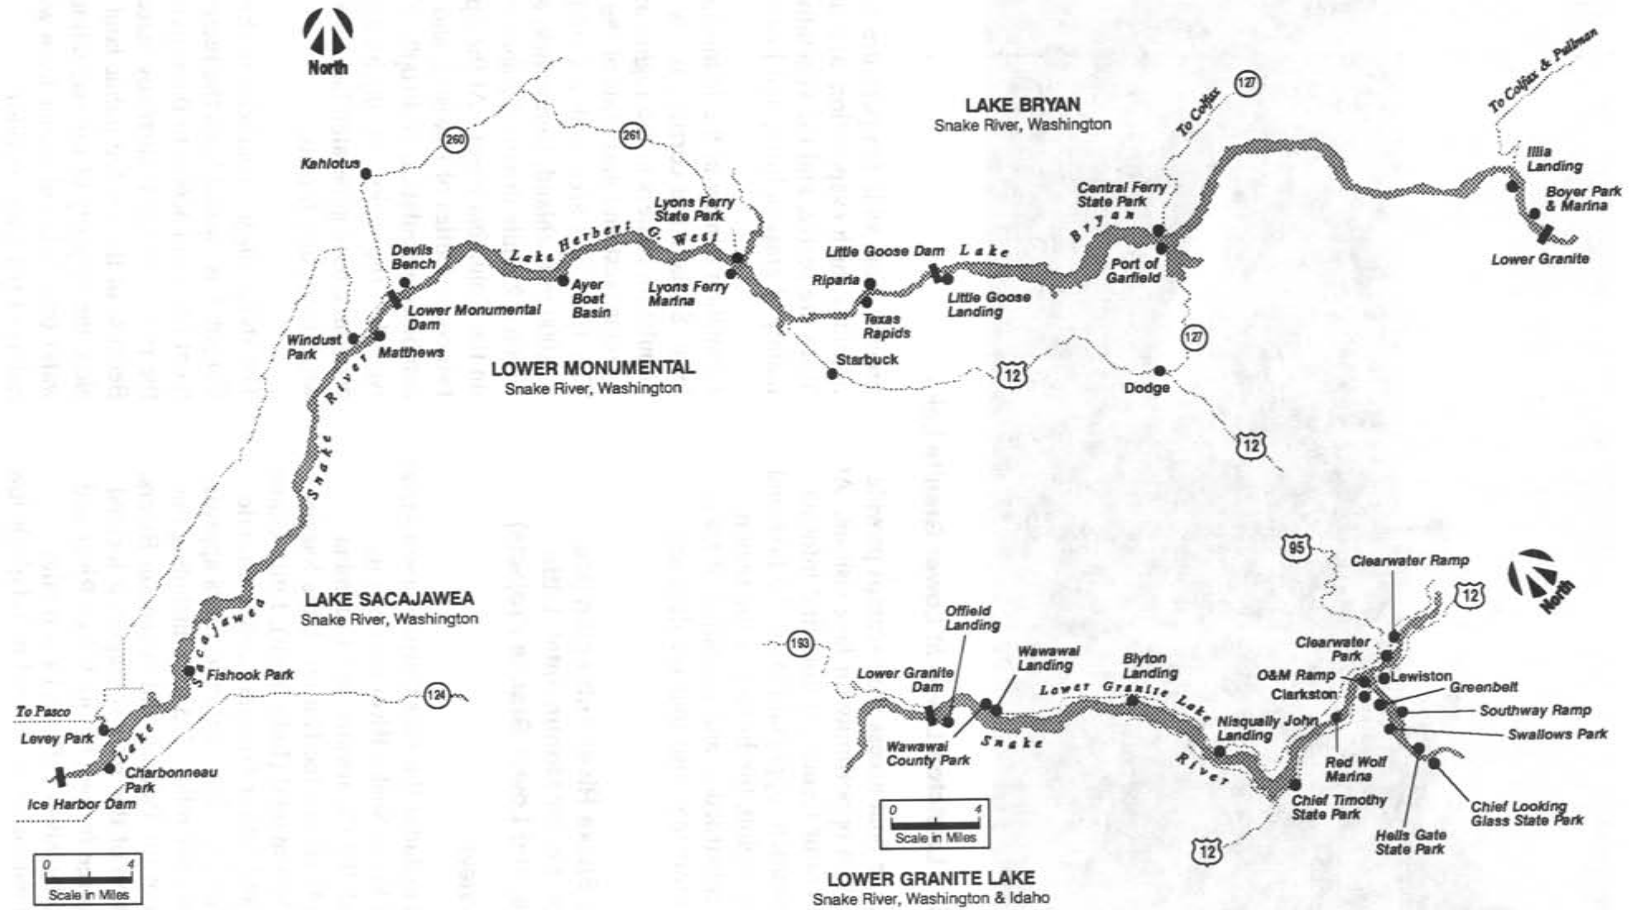 North
To Colfax & Pullman
127
To Colfax
LAKE BRYAN
Snake River, Washington
260
261
Kahlotus
Illia
Landing
Boyer Park
& Marina
Lower Granite
Central Ferry
State Park
Lyons Ferry
State Park
Lake Herbert G. West
Devils
Bench
Little Goose Dam
Lake Bryan
Port of
Garfield
Riparia
Ayer
Boat
Basin
Lyons Ferry
Marina
Little Goose
Landing
Lower Monumental
Dam
Texas
Rapids
Windust
Park
Matthews
127
Starbuck
LOWER MONUMENTAL
Snake River, Washington
12
Dodge
Snake River
12
95
Clearwater Ramp
North
12
LAKE SACAJAWEA
Snake River, Washington
Offield
Landing
193
Wawawai
Landing
Clearwater
Park
Blyton
Landing
Lower Granite
Dam
O&M Ramp
Lewiston
Fishook Park
Lower Granite Lake
Clarkston
Greenbelt
124
To Pasco
Nisqually John
Landing
Southway Ramp
Levey Park
Lake Sacajawea
Swallows Park
Snake River
Wawawai
County Park
Red Wolf
Marina
Charbonneau
Park
Ice Harbor Dam
Chief Timothy
State Park
Chief Looking
Glass State Park
0 4
Scale in Miles
Hells Gate
State Park
12
0 4
Scale in Miles
LOWER GRANITE LAKE
Snake River, Washington & Idaho